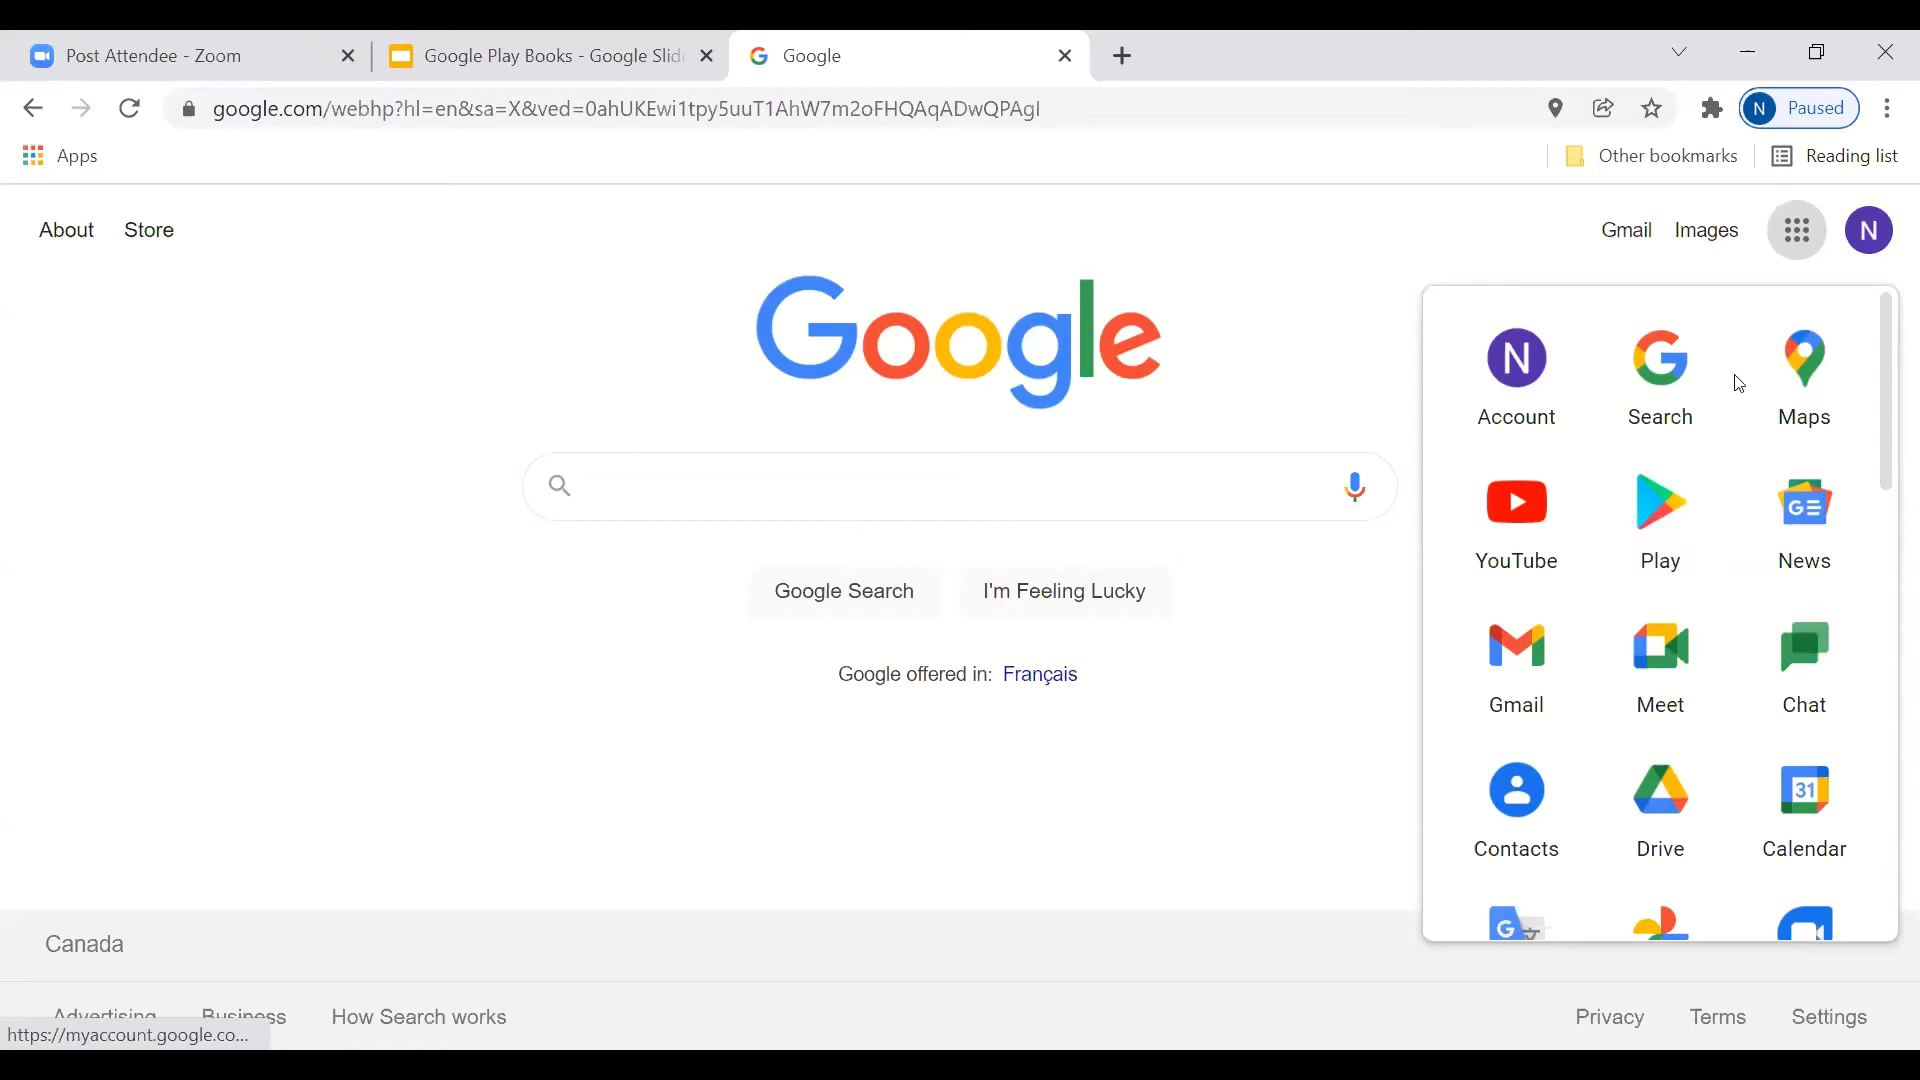 Post Attendee - Zoom
Google Play Books - Google Slid
Google
google.com/webhp?hl=en&sa=X&ved=0ahUKEwi1tpy5uuT1AhW7m2oFHQAqADwQPAgI
N Paused
Apps
Other bookmarks
Reading list
About Store
Gmail Images N
Google
N
Account Search Maps
GE
YouTube Play News
Google Search I'm Feeling Lucky
Google offered in: Français
Gmail Meet Chat
31
Contacts Drive Calendar
G
Canada
Advertising Business How Search works
Privacy Terms Settings
https://myaccount.google.co...